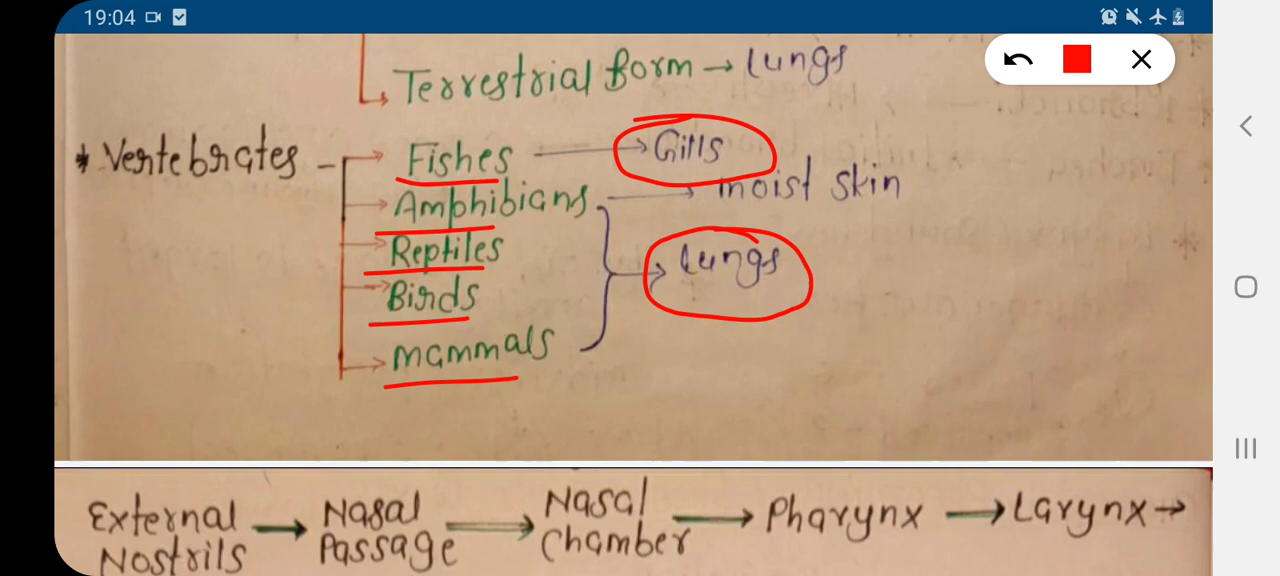 19:04
Terrestrial form → Lungs
* Vertebrates – → Fishes → Gills
→ Amphibians → moist skin
→ Reptiles
→ Lungs
→ Birds
→ mammals
External Nostrils → Nasal Passage → Nasal Chamber → Pharynx → Larynx →